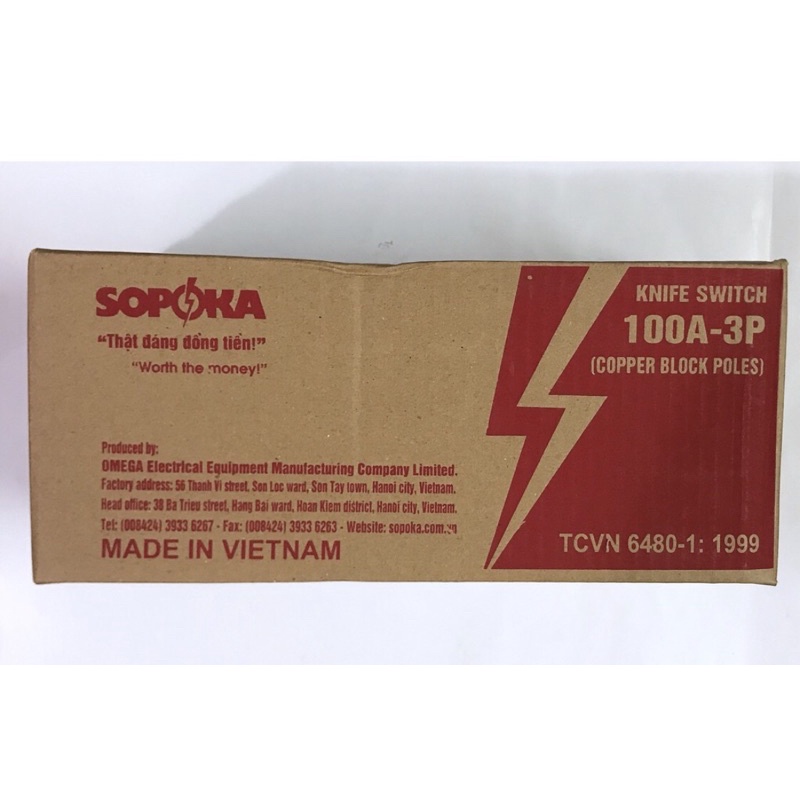 SOPOKA
“Thật đáng đồng tiền!”
“Worth the money!”
Produced by:
OMEGA Electrical Equipment Manufacturing Company Limited.
Factory address: 56 Thanh Vi street, Son Loc ward, Son Tay town, Hanoi city, Vietnam.
Head office: 38 Ba Trieu street, Hang Bai ward, Hoan Kiem district, Hanoi city, Vietnam.
Tel: (008424) 3933 6267 - Fax: (008424) 3933 6263 - Website: sopoka.com.vn
MADE IN VIETNAM
KNIFE SWITCH
100A-3P
(COPPER BLOCK POLES)
TCVN 6480-1: 1999